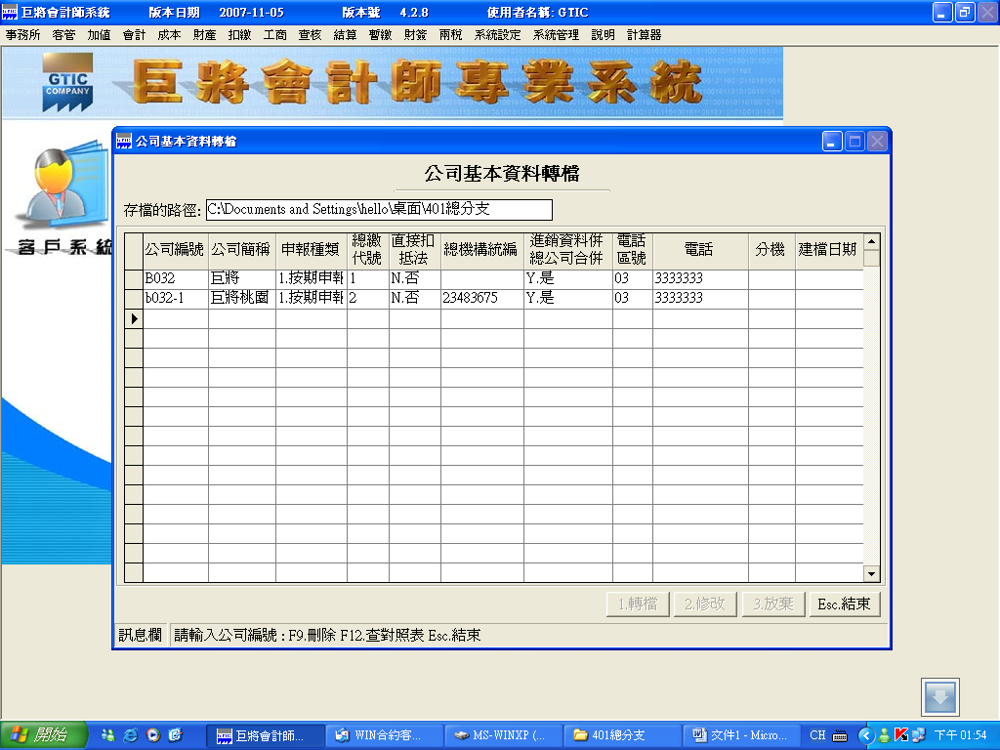 巨將會計師系統 版本日期 2007-11-05 版本號 4.2.8 使用者名稱: GTIC
事務所 客管 加值 會計 成本 財產 扣繳 工商 查核 結算 暫繳 財簽 兩稅 系統設定 系統管理 說明 計算器
GTIC
COMPANY
巨將會計師專業系統
客戶系統
公司基本資料轉檔
公司基本資料轉檔
存檔的路徑: C:\Documents and Settings\hello\桌面\401總分支
公司編號 公司簡稱 申報種類 總繳代號 直接扣抵法 總機構統編 進銷資料併總公司合併 電話區號 電話 分機 建檔日期
B032 巨將 1.按期申報 1 N.否 Y.是 03 3333333
b032-1 巨將桃園 1.按期申報 2 N.否 23483675 Y.是 03 3333333
1.轉檔 2.修改 3.放棄 Esc.結束
訊息欄 請輸入公司編號 : F9.刪除 F12.查對照表 Esc.結束
開始 巨將會計師... WIN合約客... MS-WINXP (... 401總分支 文件1 - Micro... CH 下午 01:54